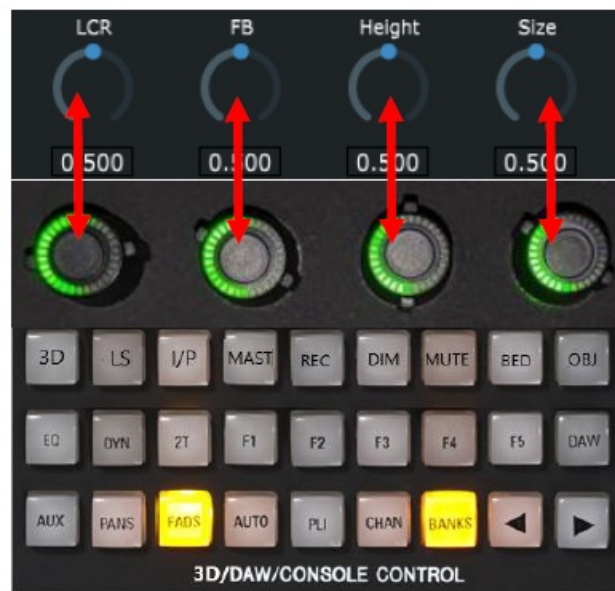 LCR FB Height Size
0.500 0.500 0.500 0.500
3D LS I/P MAST REC DIM MUTE BED OBJ
EQ DYN 2T F1 F2 F3 F4 F5 DAW
AUX PANS FADS AUTO PLI CHAN BANKS ◀ ▶
3D/DAW/CONSOLE CONTROL